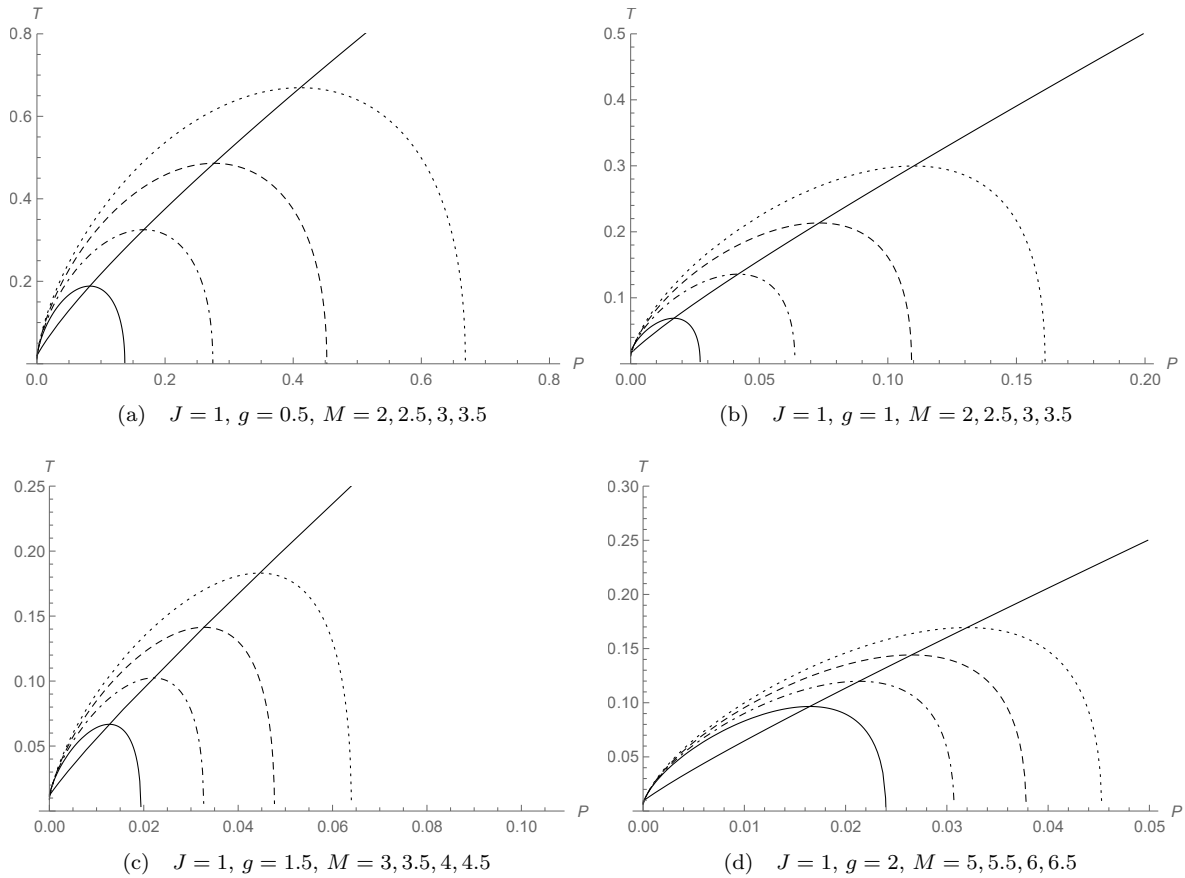 T
0.8
0.6
0.4
0.2
0.0 0.2 0.4 0.6 0.8 P
(a) J = 1, g = 0.5, M = 2, 2.5, 3, 3.5
T
0.5
0.4
0.3
0.2
0.1
0.00 0.05 0.10 0.15 0.20 P
(b) J = 1, g = 1, M = 2, 2.5, 3, 3.5
T
0.25
0.20
0.15
0.10
0.05
0.00 0.02 0.04 0.06 0.08 0.10 P
(c) J = 1, g = 1.5, M = 3, 3.5, 4, 4.5
T
0.30
0.25
0.20
0.15
0.10
0.05
0.00 0.01 0.02 0.03 0.04 0.05 P
(d) J = 1, g = 2, M = 5, 5.5, 6, 6.5